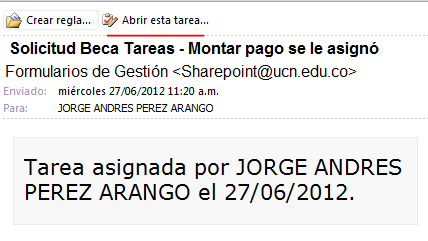 Crear regla... Abrir esta tarea...
Solicitud Beca Tareas - Montar pago se le asignó
Formularios de Gestión <Sharepoint@ucn.edu.co>
Enviado: miércoles 27/06/2012 11:20 a.m.
Para: JORGE ANDRES PEREZ ARANGO
Tarea asignada por JORGE ANDRES
PEREZ ARANGO el 27/06/2012.